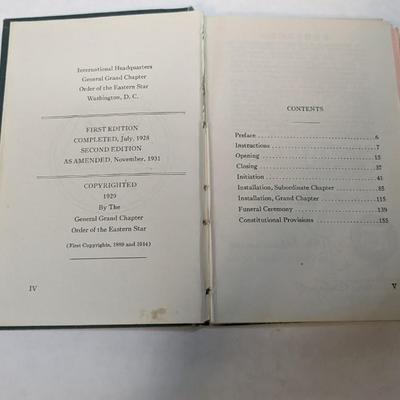 International Headquarters
General Grand Chapter
Order of the Eastern Star
Washington, D. C.
FIRST EDITION
COMPLETED, July, 1928
SECOND EDITION
AS AMENDED, November, 1931
COPYRIGHTED
1929
By The
General Grand Chapter
Order of the Eastern Star
(First Copyrights, 1889 and 1914)
IV
CONTENTS
Preface 6
Instructions 7
Opening 15
Closing 37
Initiation 41
Installation, Subordinate Chapter 85
Installation, Grand Chapter 115
Funeral Ceremony 139
Constitutional Provisions 155
V